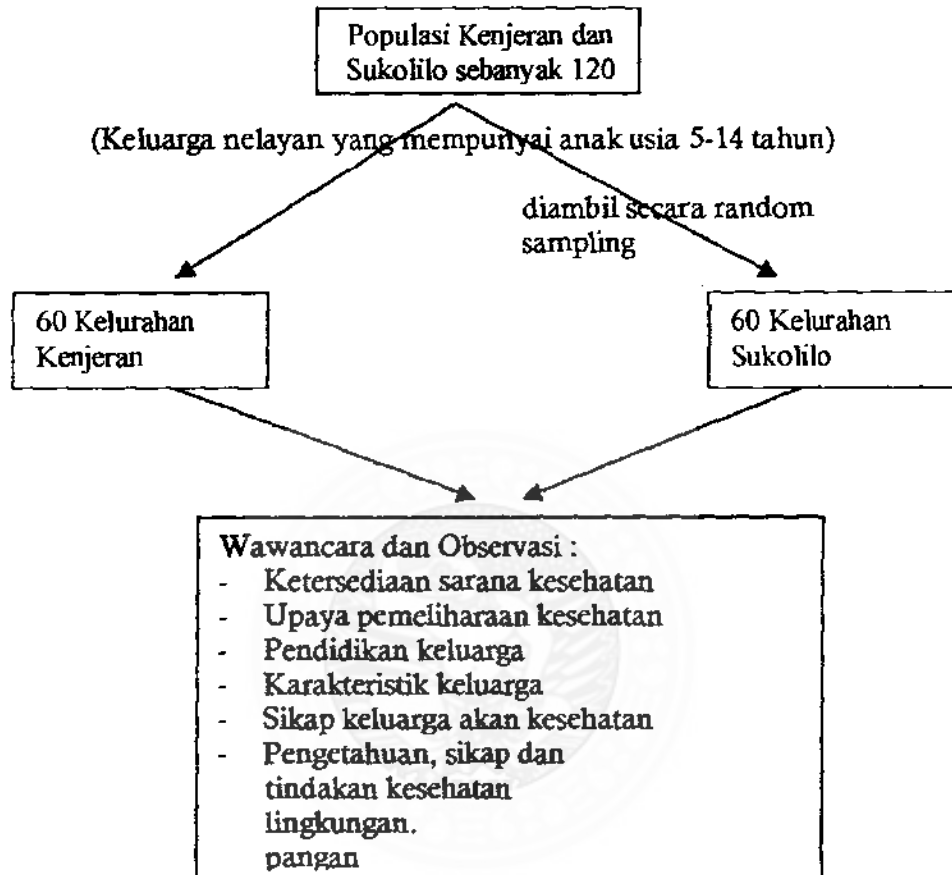 Populasi Kenjeran dan
Sukolilo sebanyak 120
(Keluarga nelayan yang mempunyai anak usia 5-14 tahun)
diambil secara random
sampling
60 Kelurahan
Kenjeran
60 Kelurahan
Sukolilo
Wawancara dan Observasi :
- Ketersediaan sarana kesehatan
- Upaya pemeliharaan kesehatan
- Pendidikan keluarga
- Karakteristik keluarga
- Sikap keluarga akan kesehatan
- Pengetahuan, sikap dan
tindakan kesehatan
lingkungan.
pangan